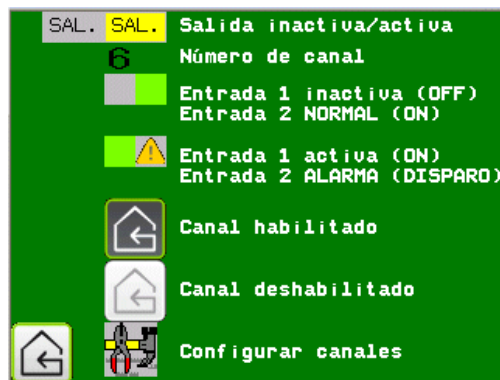 SAL. SAL. Salida inactiva/activa
6 Número de canal
Entrada 1 inactiva (OFF)
Entrada 2 NORMAL (ON)
Entrada 1 activa (ON)
Entrada 2 ALARMA (DISPARO)
Canal habilitado
Canal deshabilitado
Configurar canales